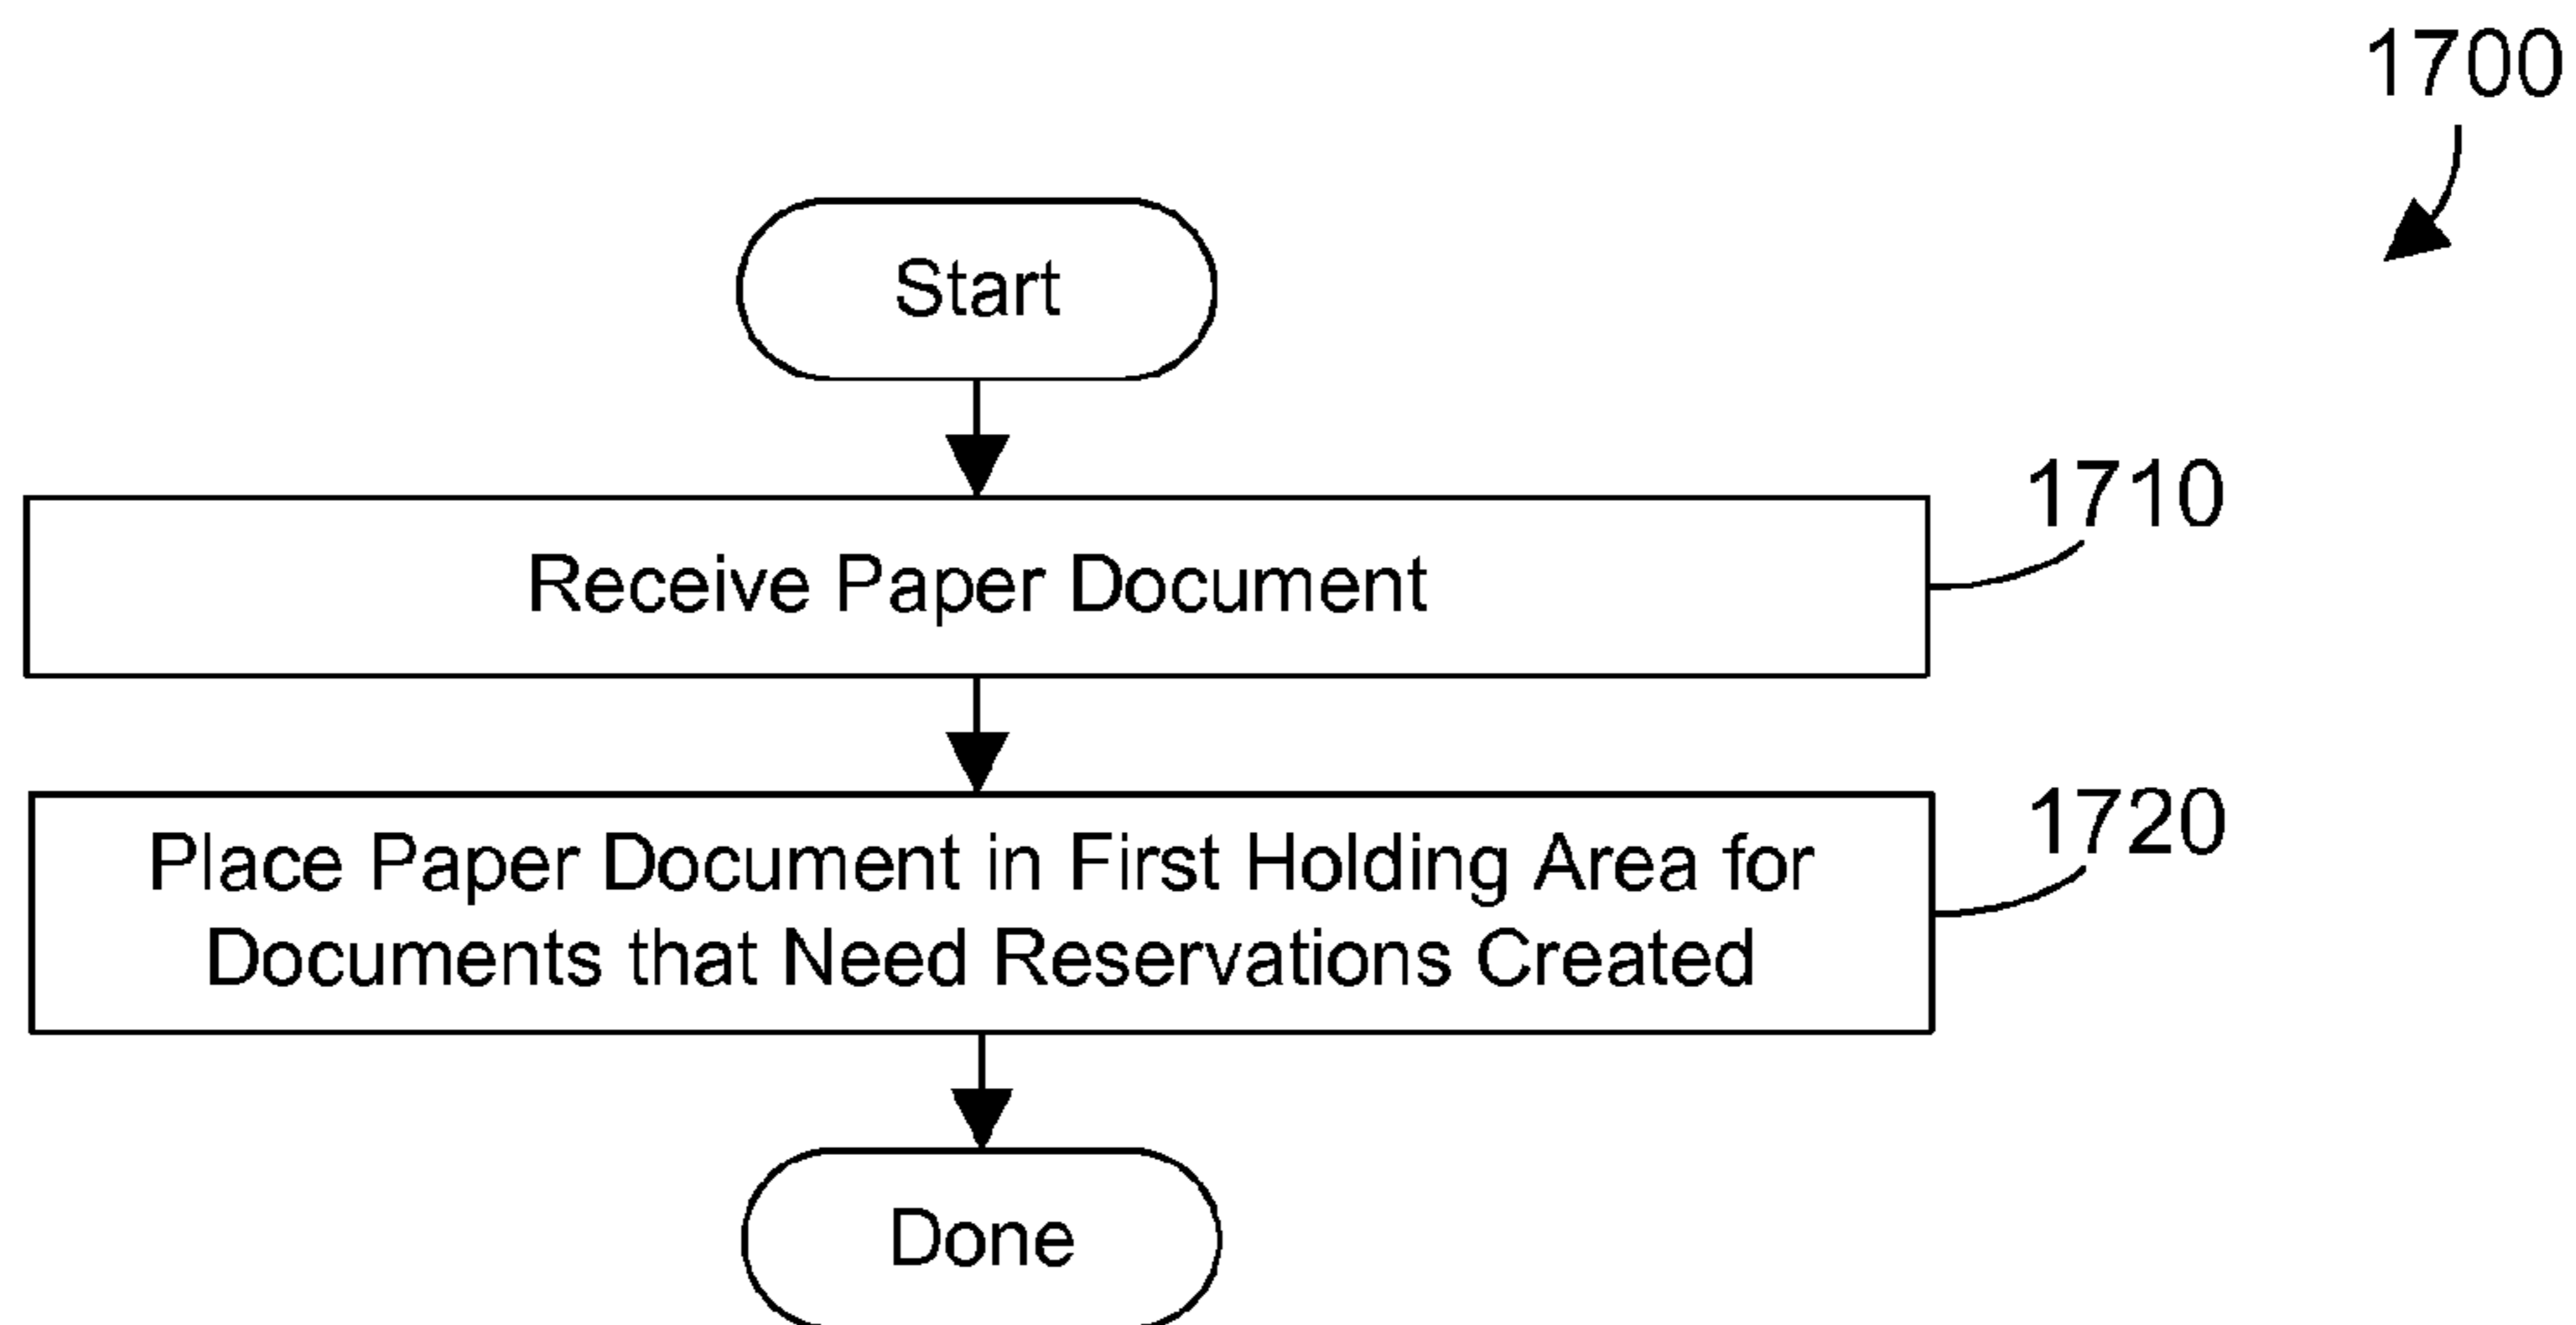 1700
Start
1710
Receive Paper Document
1720
Place Paper Document in First Holding Area for
Documents that Need Reservations Created
Done